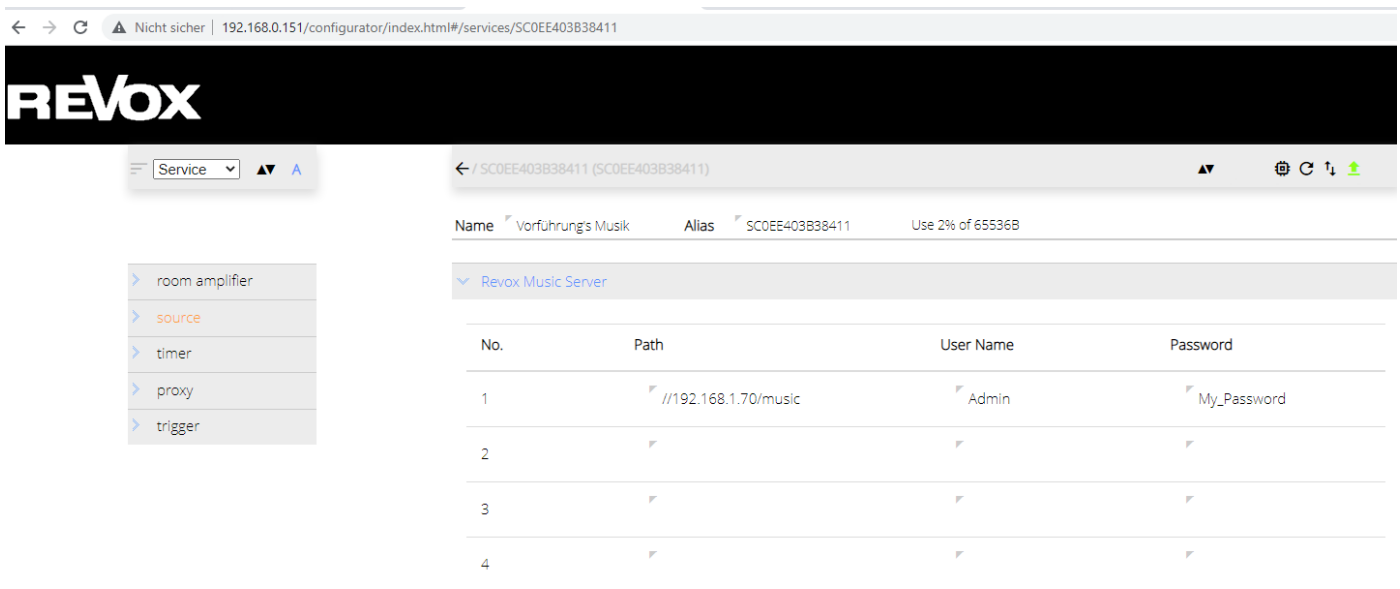 Nicht sicher | 192.168.0.151/configurator/index.html#/services/SC0EE403B38411
REVOX
Service A / SC0EE403B38411 (SC0EE403B38411)
Name Vorführung's Musik Alias SC0EE403B38411 Use 2% of 65536B
room amplifier
source
timer
proxy
trigger
Revox Music Server
No. Path User Name Password
1 //192.168.1.70/music Admin My_Password
2
3
4